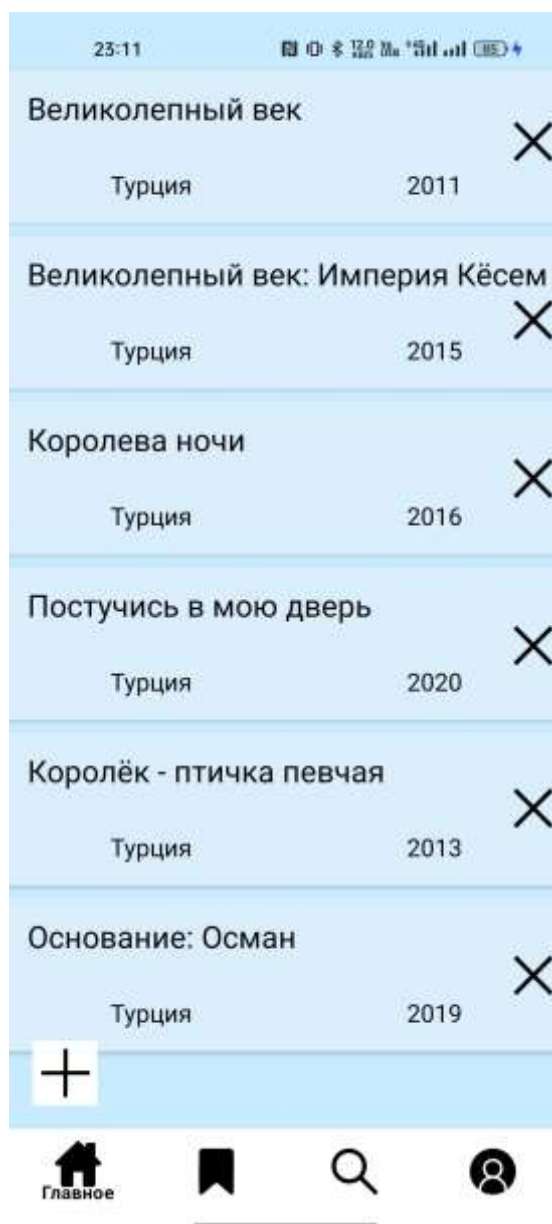 23:11
85
Великолепный век
Турция 2011
Великолепный век: Империя Кёсем
Турция 2015
Королева ночи
Турция 2016
Постучись в мою дверь
Турция 2020
Королёк - птичка певчая
Турция 2013
Основание: Осман
Турция 2019
Главное